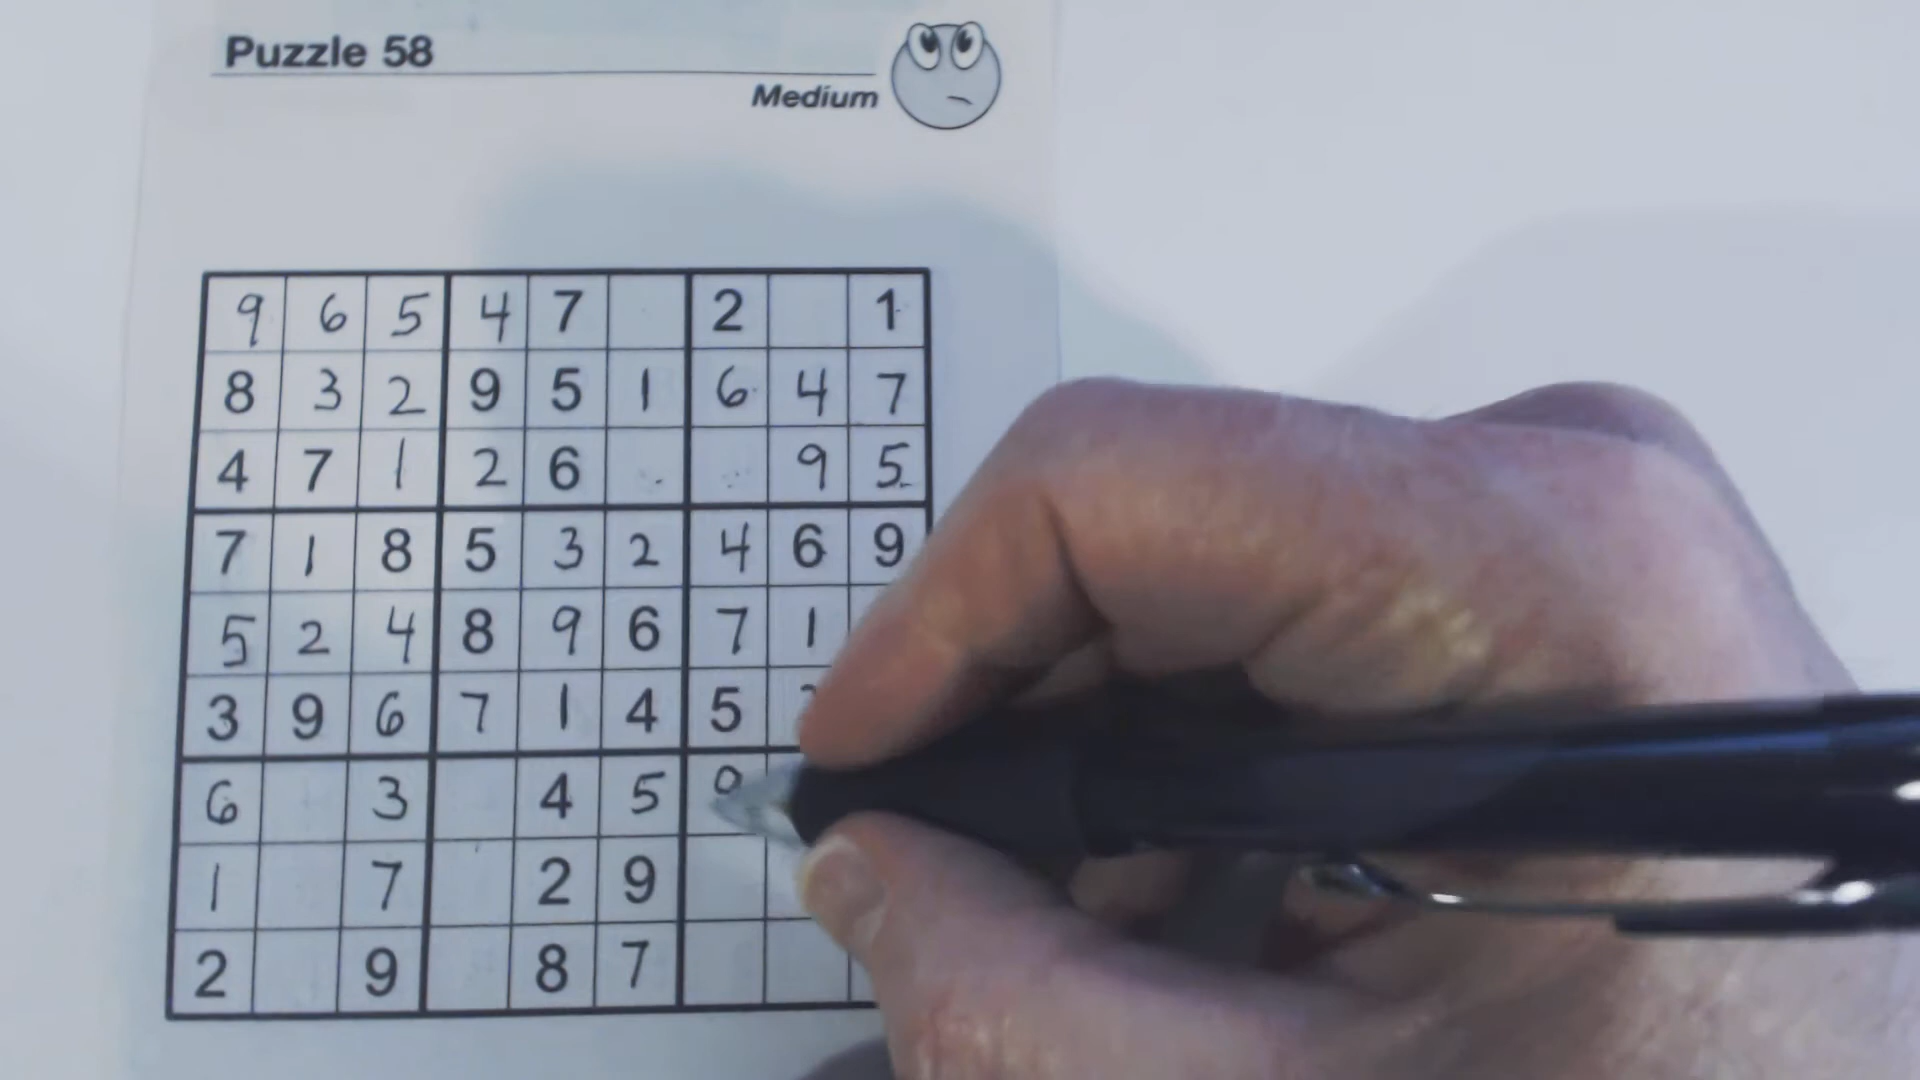 Puzzle 58
Medium
9 6 5 4 7 2 1
8 3 2 9 5 1 6 4 7
4 7 1 2 6 9 5
7 1 8 5 3 2 4 6 9
5 2 4 8 9 6 7 1
3 9 6 7 1 4 5
6 3 4 5 9
1 7 2 9
2 9 8 7